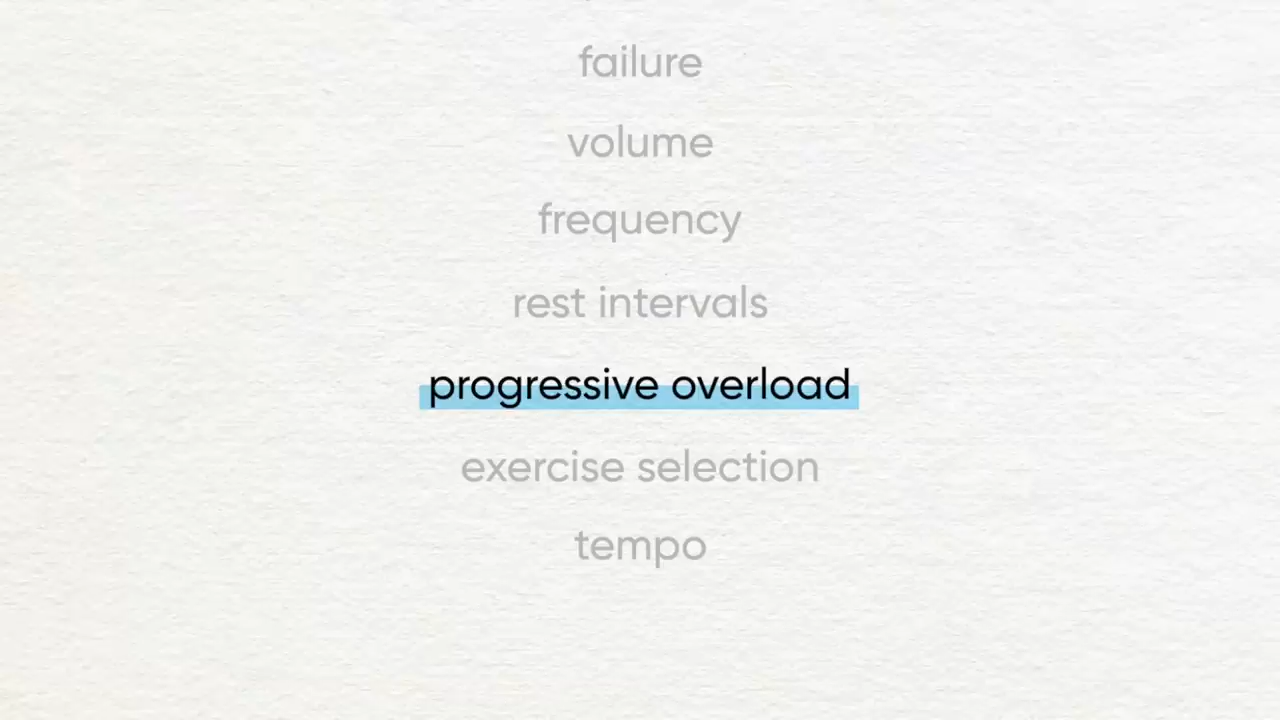 failure
volume
frequency
rest intervals
progressive overload
exercise selection
tempo